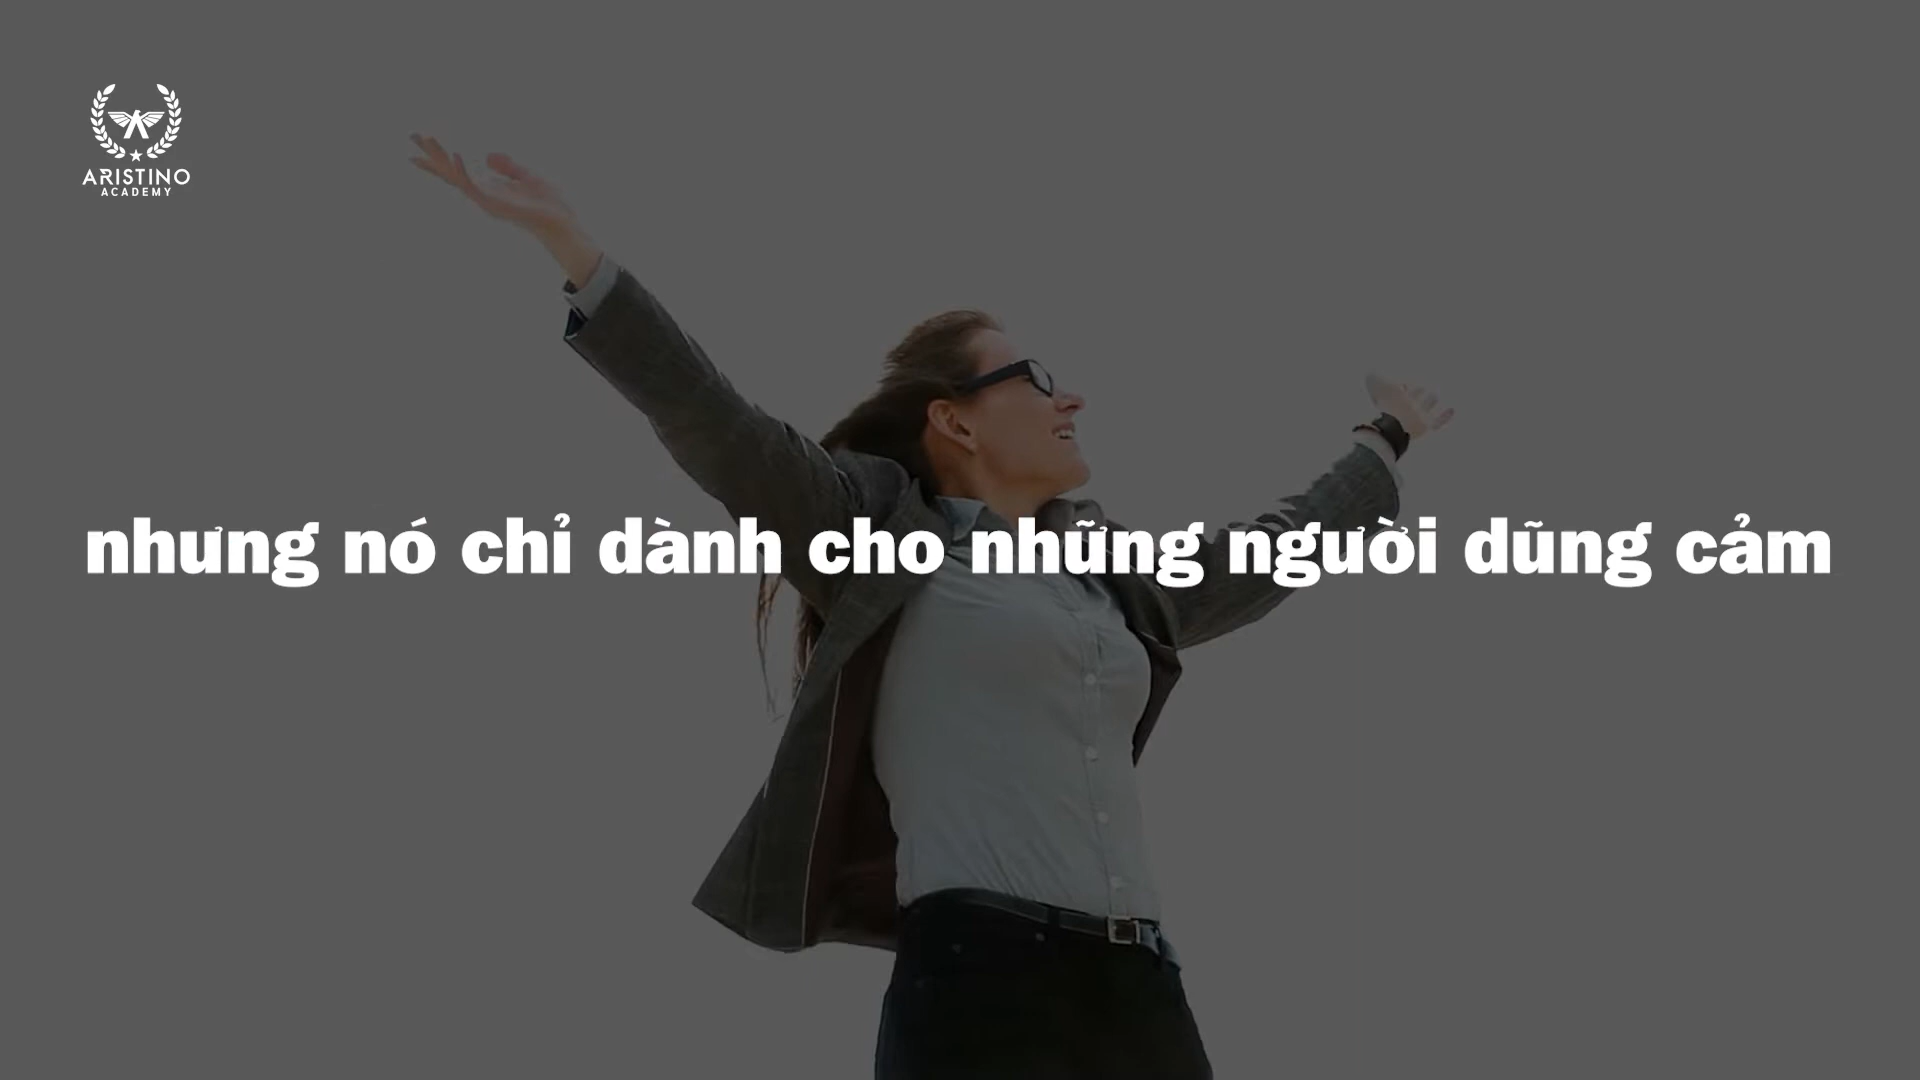 ARISTINO
ACADEMY
nhưng nó chỉ dành cho những người dũng cảm